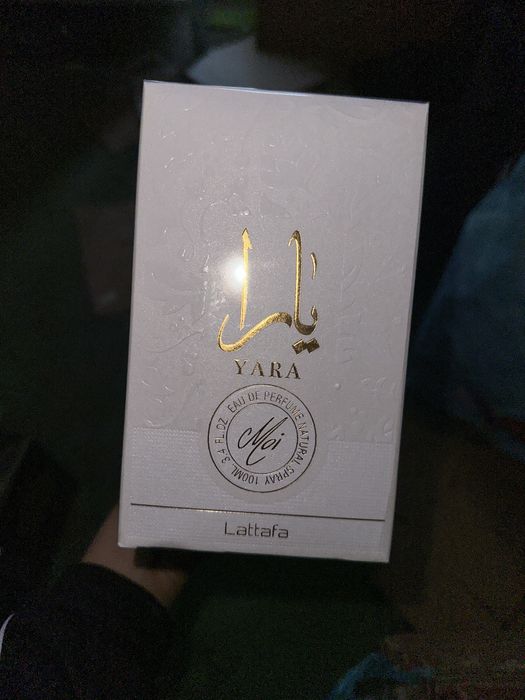 يارا
YARA
EAU DE PERFUME NATURAL SPRAY 100ML 3.4 FL.OZ.
Moi
Lattafa